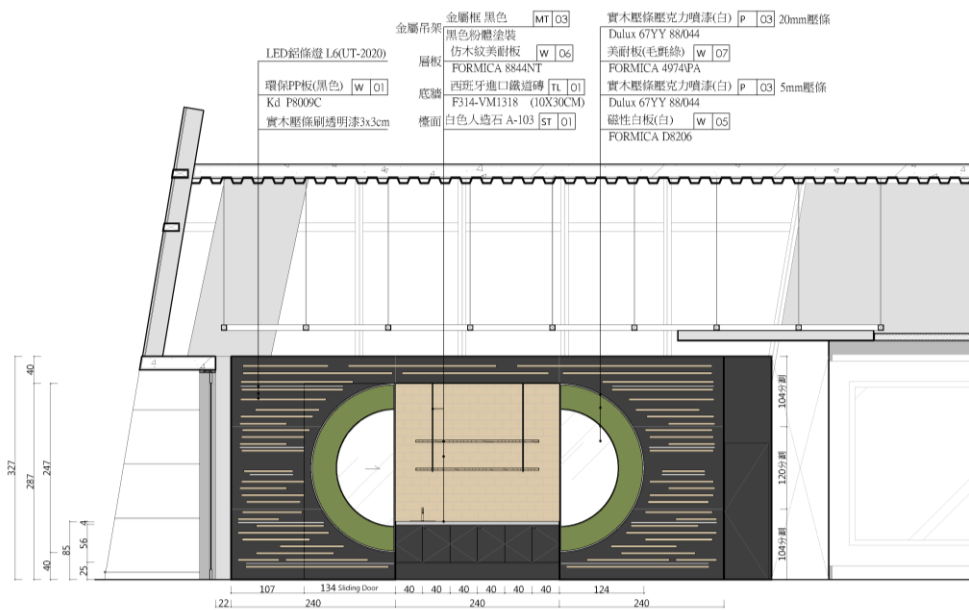 LED鋁條燈 L6(UT-2020)
環保PP板(黑色) W 01
Kd P8009C
實木壓條刷透明漆3x3cm
金屬吊架
金屬框 黑色 MT 03
黑色粉體塗裝
層板
仿木紋美耐板 W 06
FORMICA 8844NT
底牆
西班牙進口鐵道磚 TL 01
F314-VM1318 (10X30CM)
檯面
白色人造石 A-103 ST 01
實木壓條壓克力噴漆(白) P 03 20mm壓條
Dulux 67YY 88/044
美耐板(毛氈綠) W 07
FORMICA 4974\PA
實木壓條壓克力噴漆(白) P 03 5mm壓條
Dulux 67YY 88/044
磁性白板(白) W 05
FORMICA D8206
327
40
287
247
40
85
4
56
25
104分割
120分割
104分割
107
134 Sliding Door
40
40
40
40
40
40
124
22
240
240
240